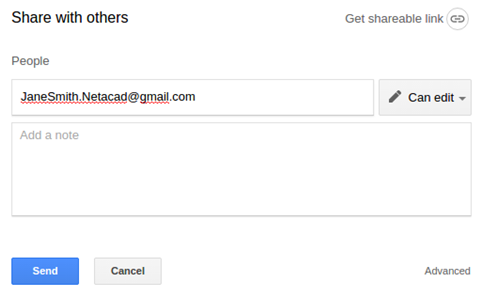 Share with others
Get shareable link
People
JaneSmith.Netacad@gmail.com
Can edit
Add a note
Send
Cancel
Advanced